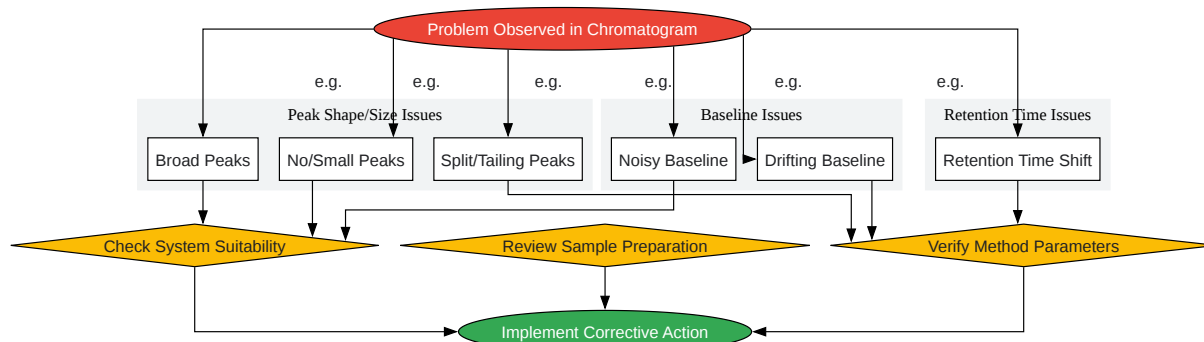 Problem Observed in Chromatogram
e.g.
e.g.
e.g.
e.g.
e.g.
e.g.
Peak Shape/Size Issues
Baseline Issues
Retention Time Issues
Broad Peaks
No/Small Peaks
Split/Tailing Peaks
Noisy Baseline
Drifting Baseline
Retention Time Shift
Check System Suitability
Review Sample Preparation
Verify Method Parameters
Implement Corrective Action